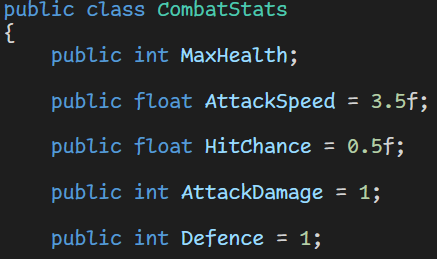 public class CombatStats
{
    public int MaxHealth;
    public float AttackSpeed = 3.5f;
    public float HitChance = 0.5f;
    public int AttackDamage = 1;
    public int Defence = 1;